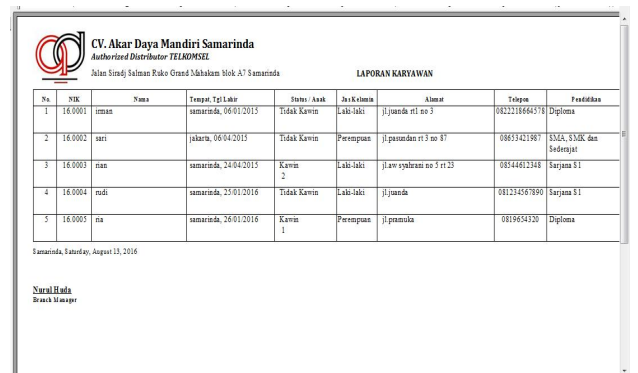 CV. Akar Daya Mandiri Samarinda
Authorized Distributor TELKOMSEL
Jalan Siradj Salman Ruko Grand Mahakam blok A7 Samarinda
LAPORAN KARYAWAN
No. NIK Nama Tempat, Tgl Lahir Status / Anak Jns Kelamin Alamat Telepon Pendidikan
1 16.0001 irman samarinda, 06/01/2015 Tidak Kawin Laki-laki jl.juanda rt1 no 3 0822218664578 Diploma
2 16.0002 sari jakarta, 06/04/2015 Tidak Kawin Perempuan jl.pasundan rt 3 no 87 08653421987 SMA, SMK dan
Sederajat
3 16.0003 rian samarinda, 24/04/2015 Kawin Laki-laki jl.aw syahrani no 5 rt 23 08544612348 Sarjana S1
2
4 16.0004 rudi samarinda, 25/01/2016 Tidak Kawin Laki-laki jl.juanda 081234567890 Sarjana S1
5 16.0005 ria samarinda, 26/01/2016 Kawin Perempuan jl.pramuka 0819654320 Diploma
1
Samarinda, Saturday, August 13, 2016
Nurul Huda
Branch Manager